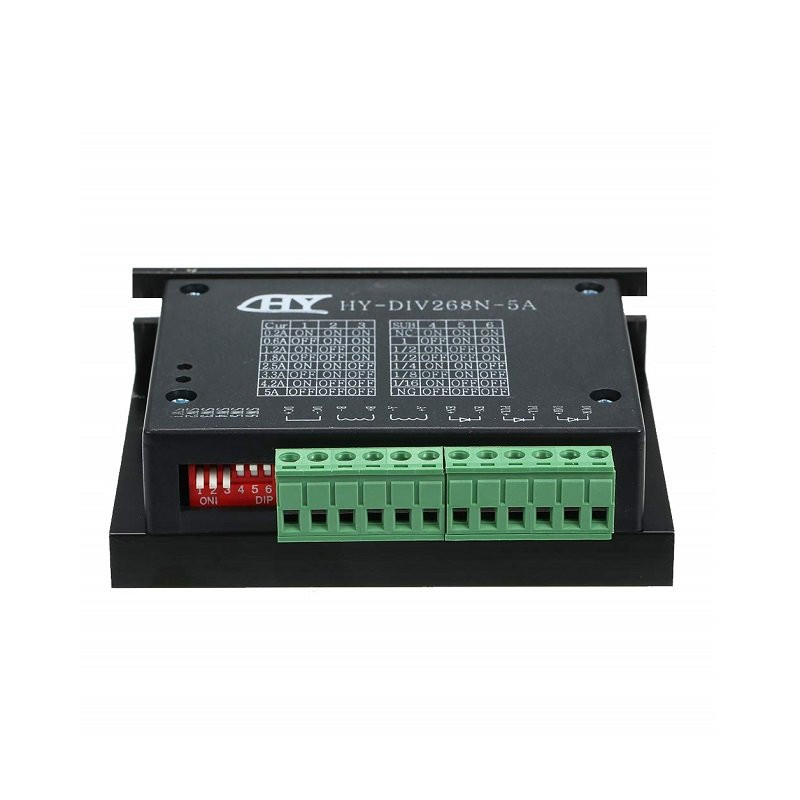 HY HY-DIV268N-5A
Cur 1 2 3 SUB 4 5 6
0.2A ON ON ON NC ON ON ON
0.6A OFF ON ON 1 OFF ON ON
1.2A ON OFF ON 1/2 ON OFF ON
1.8A OFF OFF ON 1/2 OFF OFF ON
2.5A ON ON OFF 1/4 ON ON OFF
3.3A OFF ON OFF 1/8 OFF ON OFF
4.2A ON OFF OFF 1/16 ON OFF OFF
5A OFF OFF OFF NG OFF OFF OFF
1 2 3 4 5 6
ON DIP